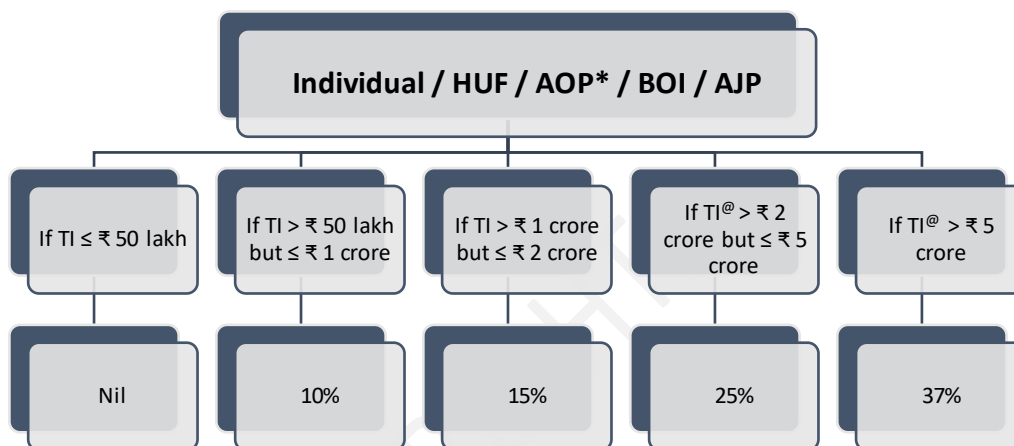 Individual / HUF / AOP* / BOI / AJP
If TI ≤ ₹ 50 lakh
If TI > ₹ 50 lakh
but ≤ ₹ 1 crore
If TI > ₹ 1 crore
but ≤ ₹ 2 crore
If TI@ > ₹ 2
crore but ≤ ₹ 5
crore
If TI@ > ₹ 5
crore
Nil
10%
15%
25%
37%